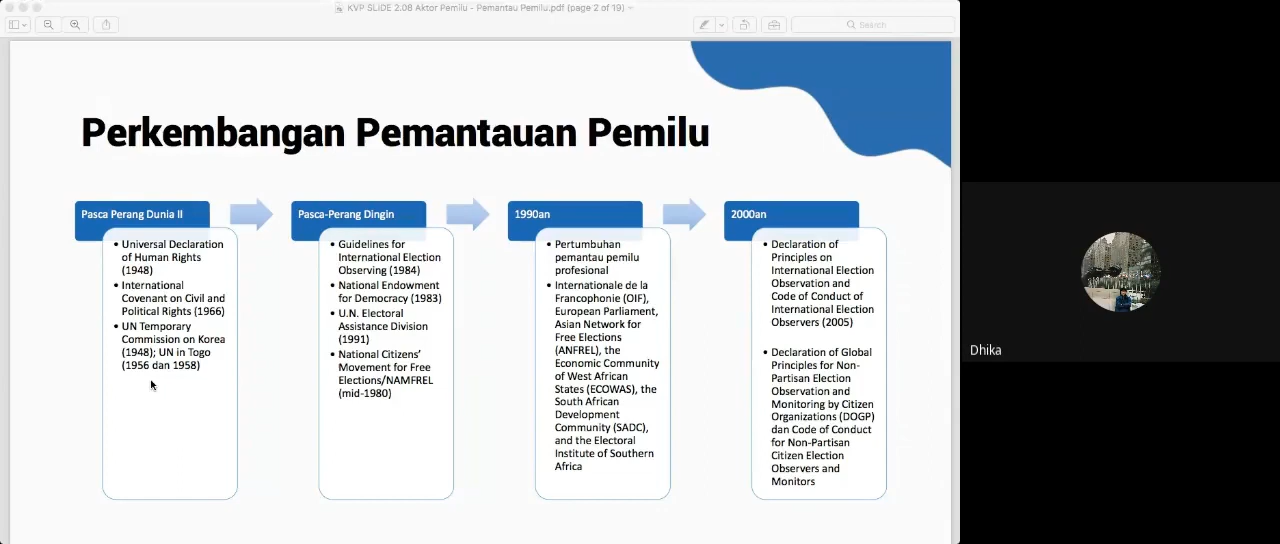 KVP SLIDE 2.08 Aktor Pemilu - Pemantau Pemilu.pdf (page 2 of 19)
Search
Perkembangan Pemantauan Pemilu
Pasca Perang Dunia II
• Universal Declaration
of Human Rights
(1948)
• International
Covenant on Civil and
Political Rights (1966)
• UN Temporary
Commission on Korea
(1948); UN in Togo
(1956 dan 1958)
Pasca-Perang Dingin
• Guidelines for
International Election
Observing (1984)
• National Endowment
for Democracy (1983)
• U.N. Electoral
Assistance Division
(1991)
• National Citizens’
Movement for Free
Elections/NAMFREL
(mid-1980)
1990an
• Pertumbuhan
pemantau pemilu
profesional
• Internationale de la
Francophonie (OIF),
European Parliament,
Asian Network for
Free Elections
(ANFREL), the
Economic Community
of West African
States (ECOWAS), the
South African
Development
Community (SADC),
and the Electoral
Institute of Southern
Africa
2000an
• Declaration of
Principles on
International Election
Observation and
Code of Conduct of
International Election
Observers (2005)
• Declaration of Global
Principles for Non-
Partisan Election
Observation and
Monitoring by Citizen
Organizations (DOGP)
dan Code of Conduct
for Non-Partisan
Citizen Election
Observers and
Monitors
Dhika